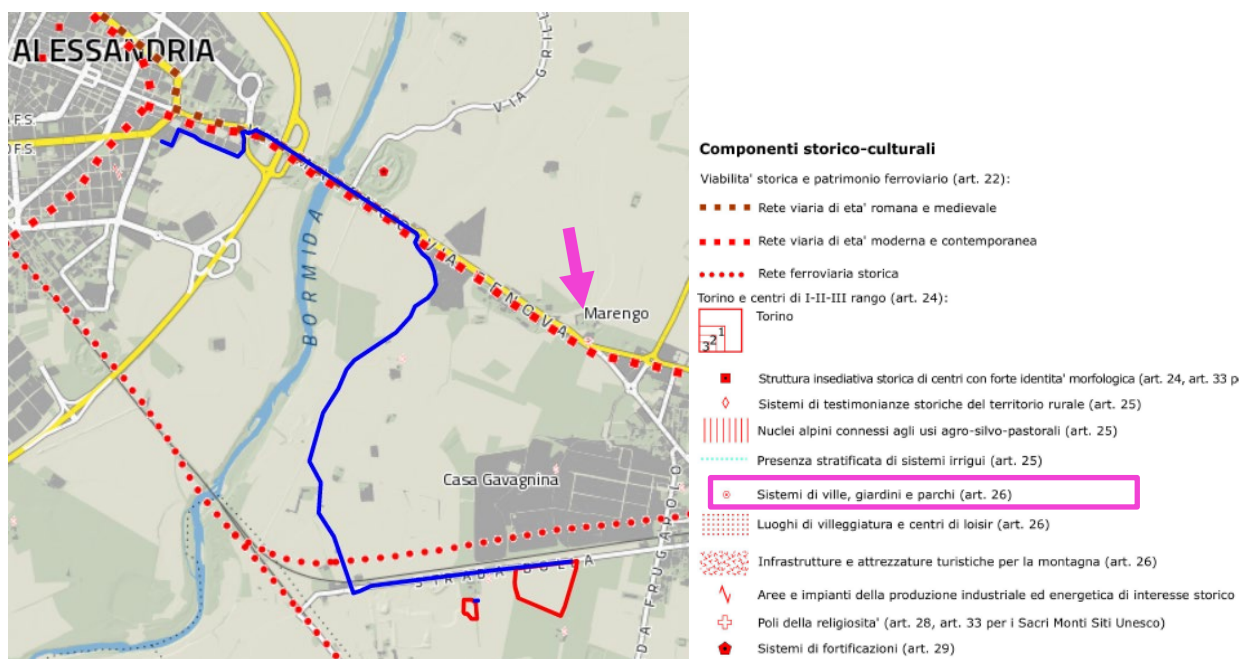 ALESSANDRIA
F.S.
F.S.
VIA GRIL
BORMIDA
VIA GENOVA
Marengo
Casa Gavagnina
STRADA BOLLA
DA FRUGAROLO
Componenti storico-culturali
Viabilita' storica e patrimonio ferroviario (art. 22):
Rete viaria di eta' romana e medievale
Rete viaria di eta' moderna e contemporanea
Rete ferroviaria storica
Torino e centri di I-II-III rango (art. 24):
Torino
1
2
3
Struttura insediativa storica di centri con forte identita' morfologica (art. 24, art. 33 p
Sistemi di testimonianze storiche del territorio rurale (art. 25)
Nuclei alpini connessi agli usi agro-silvo-pastorali (art. 25)
Presenza stratificata di sistemi irrigui (art. 25)
Sistemi di ville, giardini e parchi (art. 26)
Luoghi di villeggiatura e centri di loisir (art. 26)
Infrastrutture e attrezzature turistiche per la montagna (art. 26)
Aree e impianti della produzione industriale ed energetica di interesse storico
Poli della religiosita' (art. 28, art. 33 per i Sacri Monti Siti Unesco)
Sistemi di fortificazioni (art. 29)